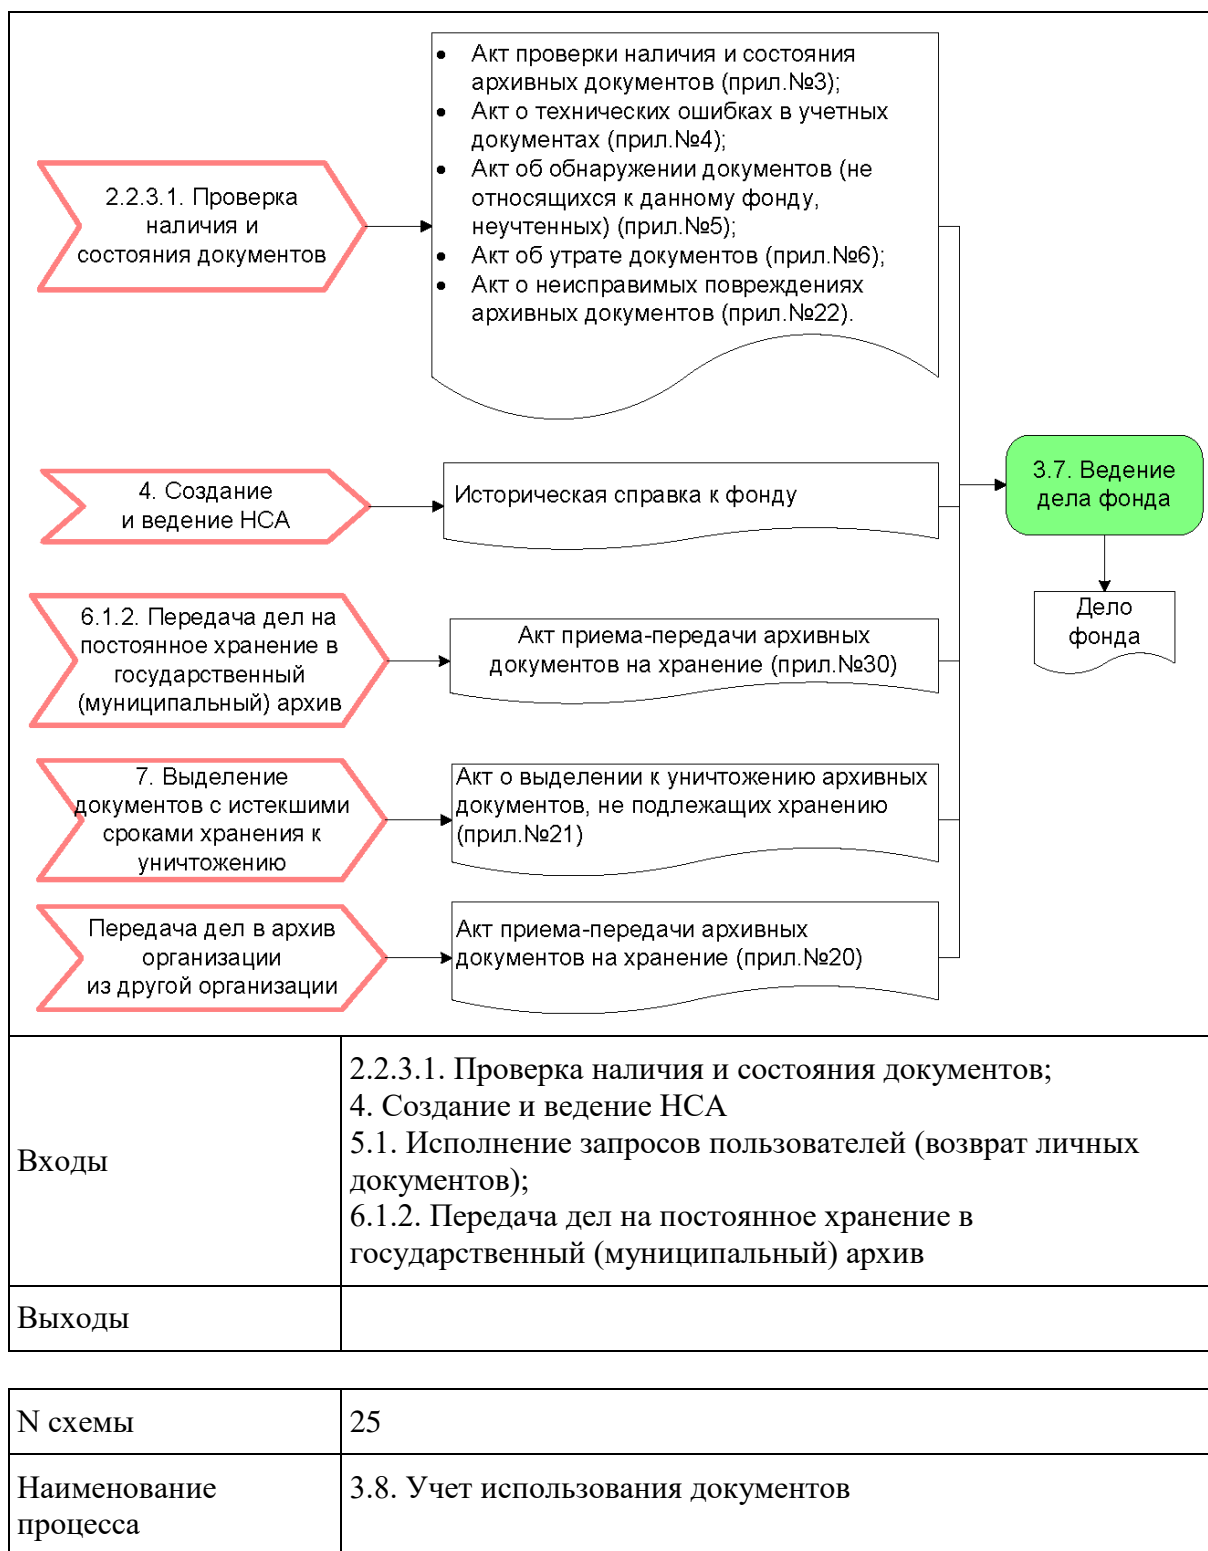 Акт проверки наличия и состояния
архивных документов (прил.№3);
Акт о технических ошибках в учетных
документах (прил.№4);
Акт об обнаружении документов (не
относящихся к данному фонду,
неучтенных) (прил.№5);
Акт об утрате документов (прил.№6);
Акт о неисправимых повреждениях
архивных документов (прил.№22).
2.2.3.1. Проверка
наличия и
состояния документов
4. Создание
и ведение НСА
Историческая справка к фонду
3.7. Ведение
дела фонда
Дело
фонда
6.1.2. Передача дел на
постоянное хранение в
государственный
(муниципальный) архив
Акт приема-передачи архивных
документов на хранение (прил.№30)
7. Выделение
документов с истекшими
сроками хранения к
уничтожению
Акт о выделении к уничтожению архивных
документов, не подлежащих хранению
(прил.№21)
Передача дел в архив
организации
из другой организации
Акт приема-передачи архивных
документов на хранение (прил.№20)
Входы
2.2.3.1. Проверка наличия и состояния документов;
4. Создание и ведение НСА
5.1. Исполнение запросов пользователей (возврат личных
документов);
6.1.2. Передача дел на постоянное хранение в
государственный (муниципальный) архив
Выходы
N схемы
25
Наименование
процесса
3.8. Учет использования документов